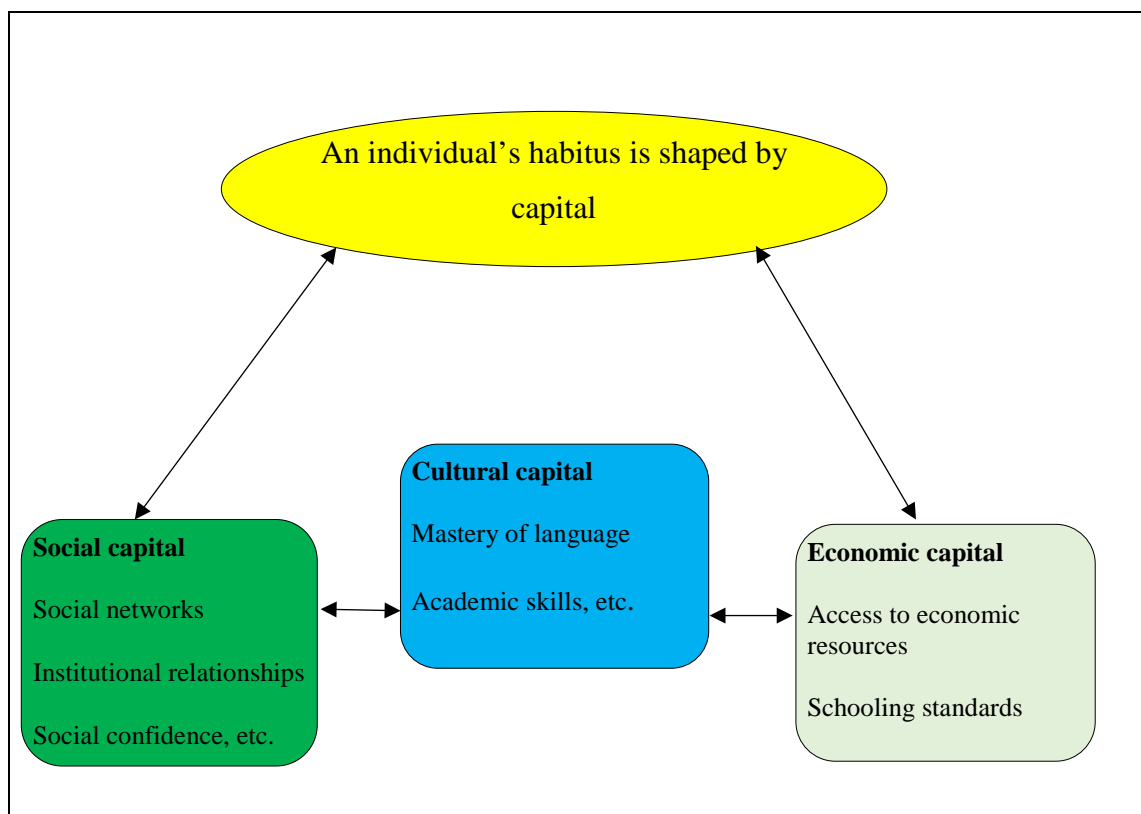 An individual’s habitus is shaped by
capital
Social capital
Social networks
Institutional relationships
Social confidence, etc.
Cultural capital
Mastery of language
Academic skills, etc.
Economic capital
Access to economic
resources
Schooling standards